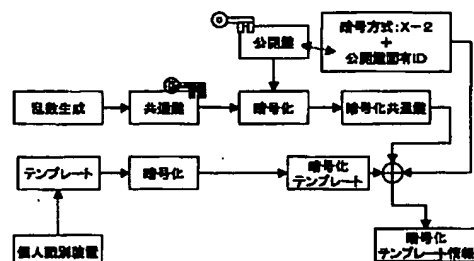 公開鍵
暗号方式:X-2
+
公開鍵固有ID
乱数生成
共通鍵
暗号化
暗号化共通鍵
テンプレート
暗号化
暗号化
テンプレート
個人識別装置
暗号化
テンプレート情報